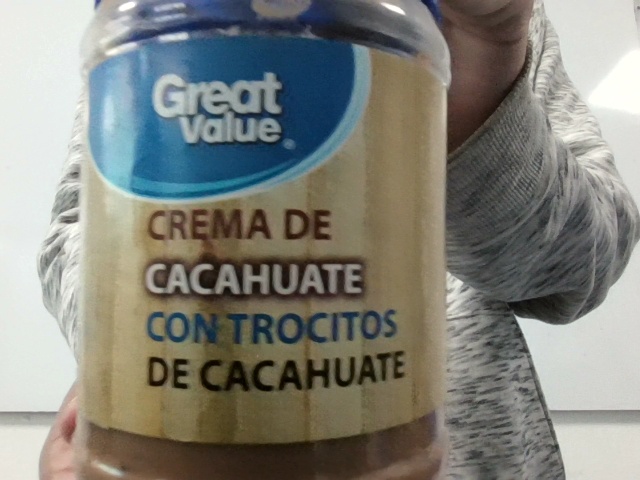 Great
Value
CREMA DE
CACAHUATE
CON TROCITOS
DE CACAHUATE